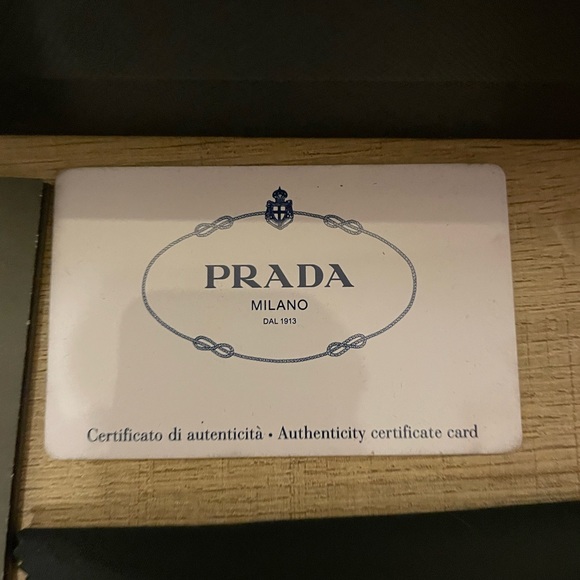 PRADA
MILANO
DAL 1913
Certificato di autenticità • Authenticity certificate card